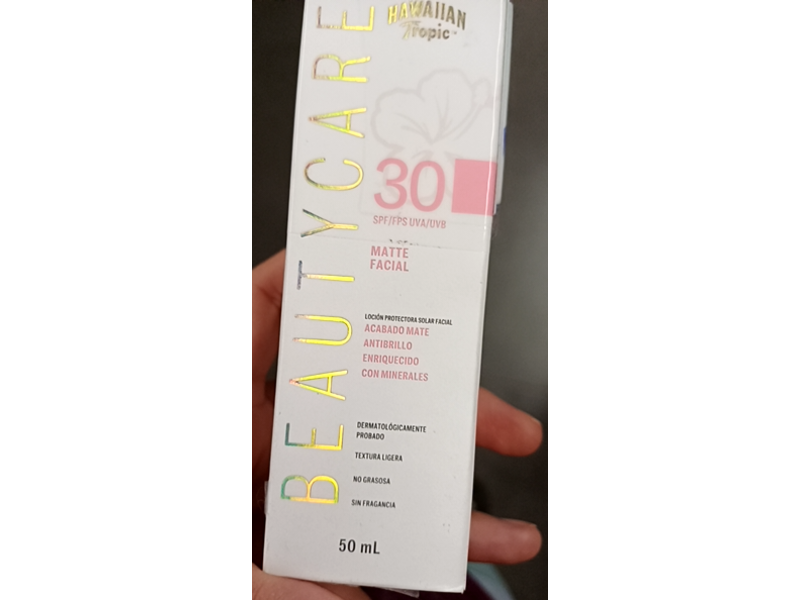 HAWAIIAN
Tropic™
BEAUTYCARE
30
SPF/FPS UVA/UVB
MATTE
FACIAL
LOCIÓN PROTECTORA SOLAR FACIAL
ACABADO MATE
ANTIBRILLO
ENRIQUECIDO
CON MINERALES
DERMATOLÓGICAMENTE
PROBADO
TEXTURA LIGERA
NO GRASOSA
SIN FRAGANCIA
50 mL